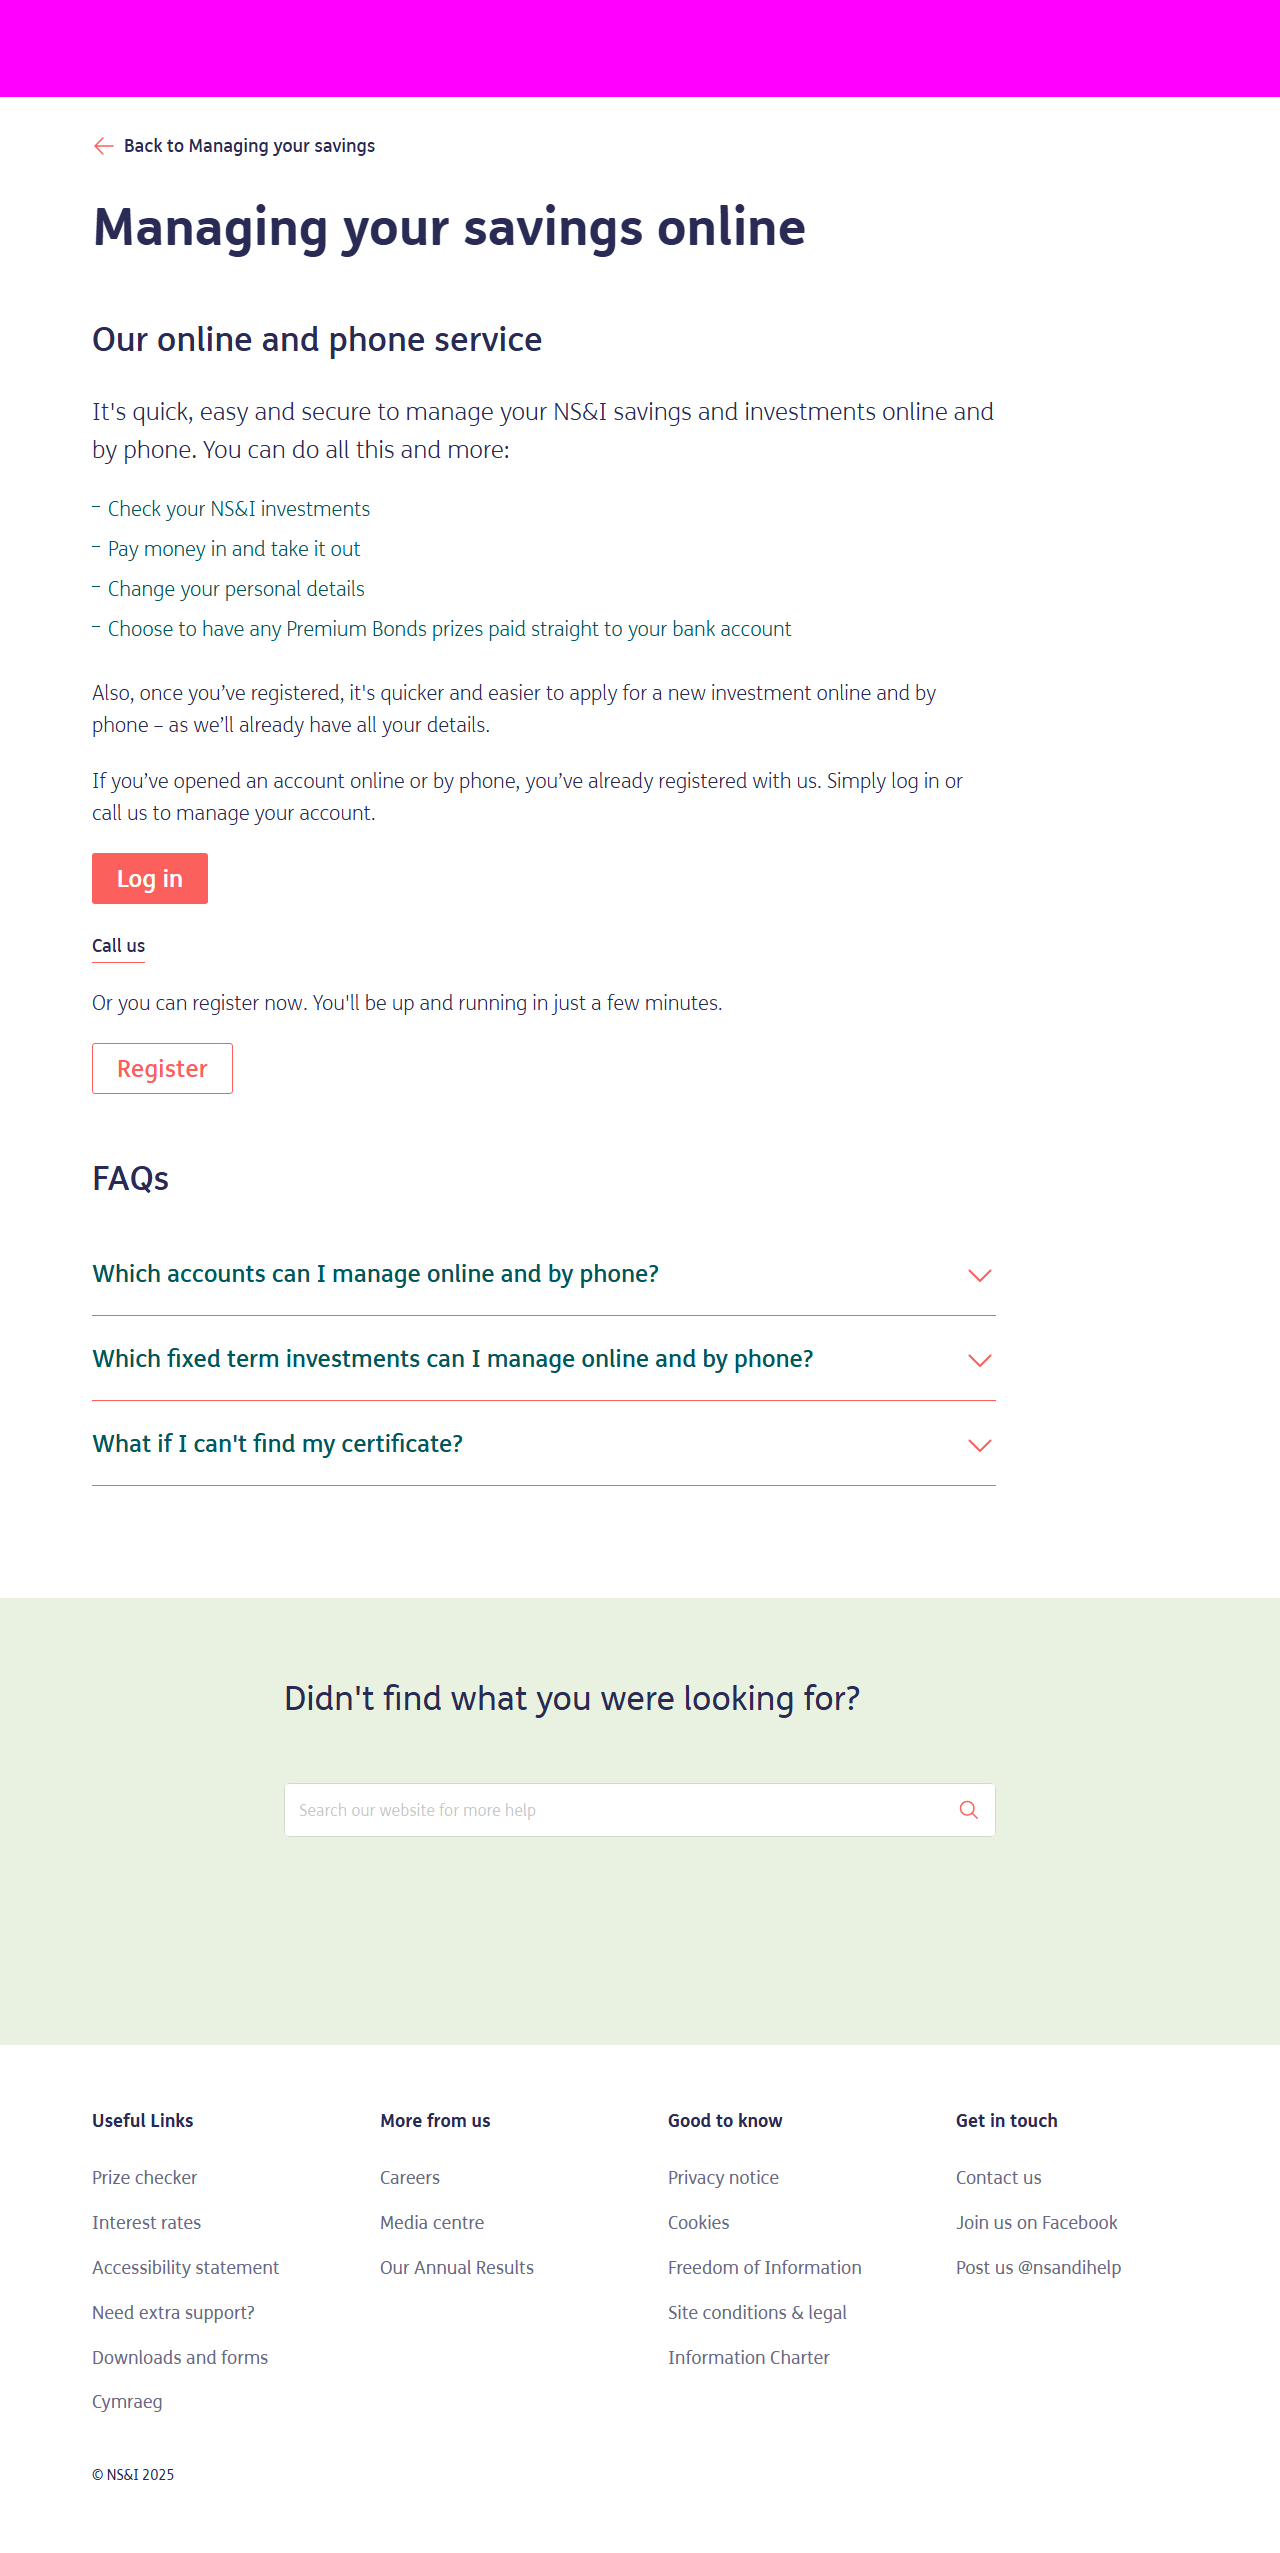 Back to Managing your savings
Managing your savings online
Our online and phone service
It's quick, easy and secure to manage your NS&I savings and investments online and
by phone. You can do all this and more:
Check your NS&I investments
Pay money in and take it out
Change your personal details
Choose to have any Premium Bonds prizes paid straight to your bank account
Also, once you’ve registered, it's quicker and easier to apply for a new investment online and by
phone – as we’ll already have all your details.
If you’ve opened an account online or by phone, you’ve already registered with us. Simply log in or
call us to manage your account.
Log in
Call us
Or you can register now. You'll be up and running in just a few minutes.
Register
FAQs
Which accounts can I manage online and by phone?
Which fixed term investments can I manage online and by phone?
What if I can't find my certificate?
Didn't find what you were looking for?
Search our website for more help
Useful Links
Prize checker
Interest rates
Accessibility statement
Need extra support?
Downloads and forms
Cymraeg
More from us
Careers
Media centre
Our Annual Results
Good to know
Privacy notice
Cookies
Freedom of Information
Site conditions & legal
Information Charter
Get in touch
Contact us
Join us on Facebook
Post us @nsandihelp
© NS&I 2025